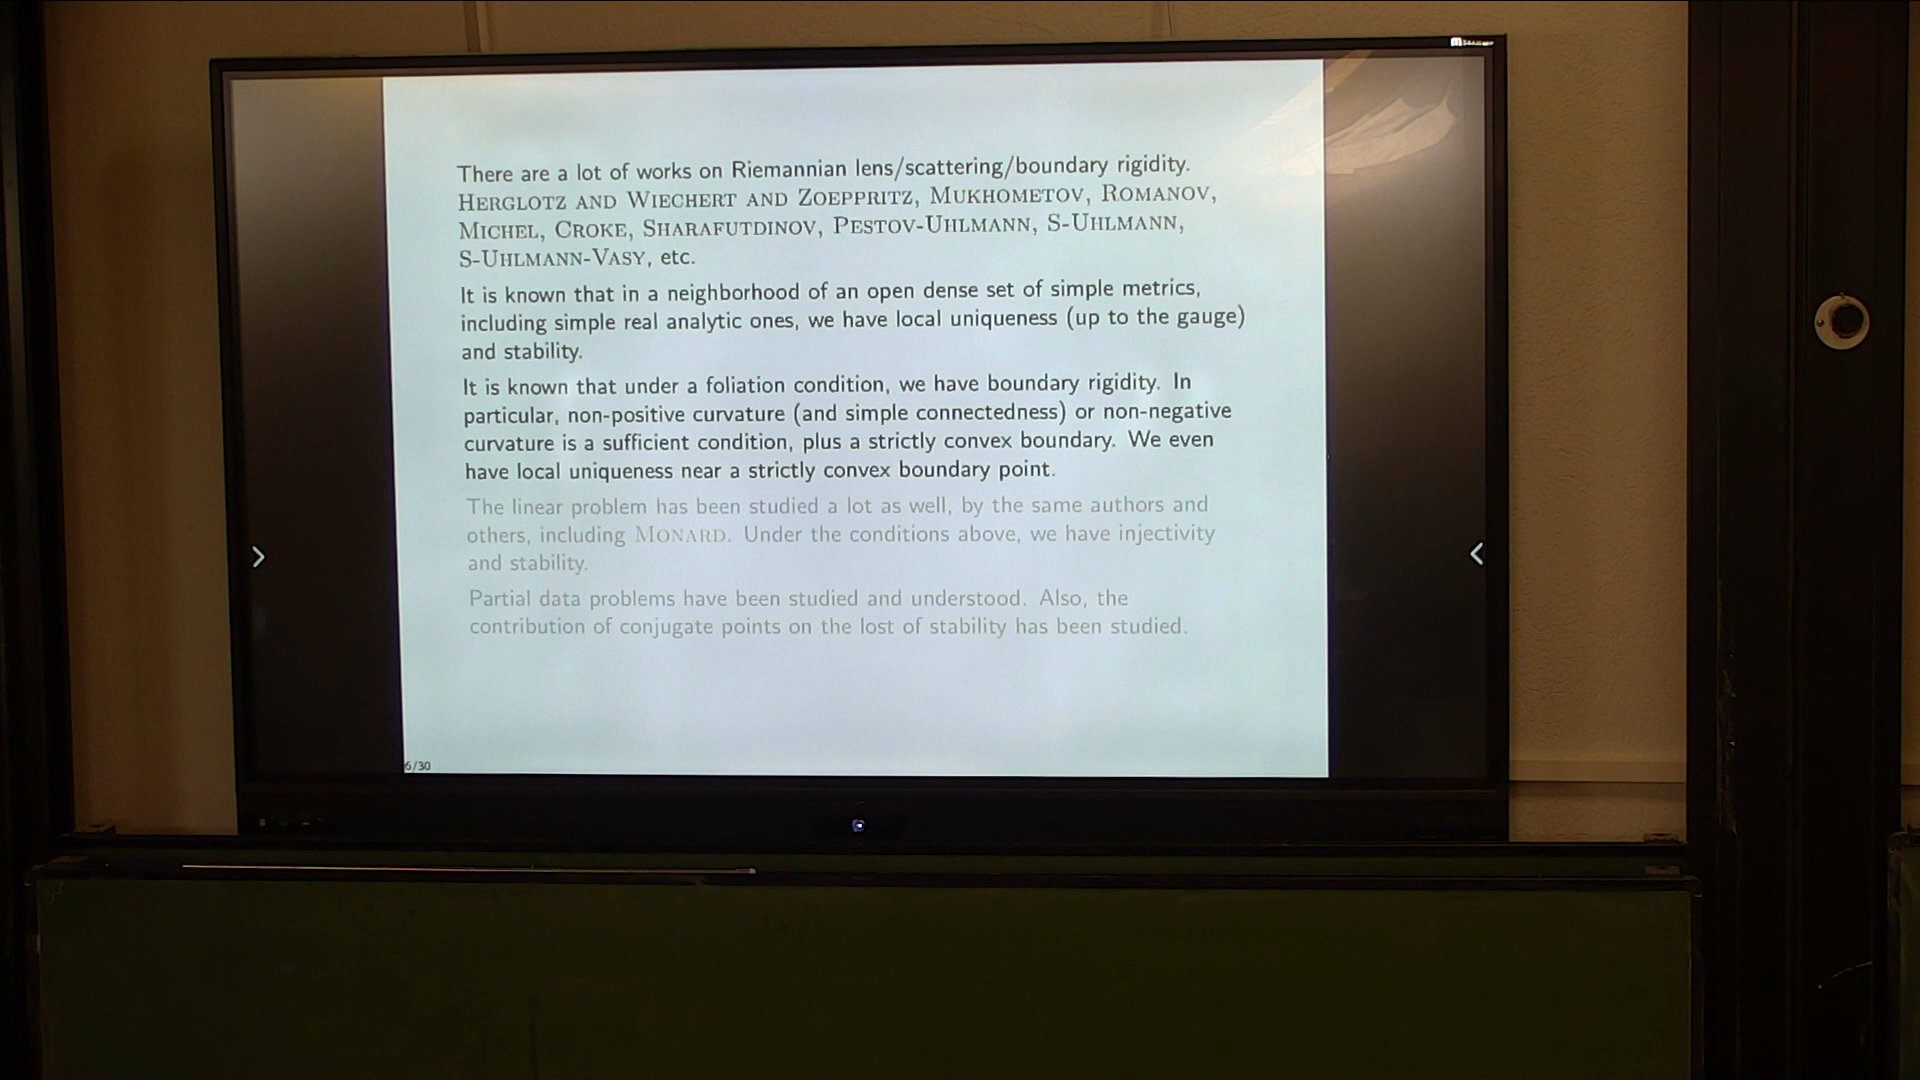 There are a lot of works on Riemannian lens/scattering/boundary rigidity.
Herglotz and Wiechert and Zoeppritz, Mukhometov, Romanov,
Michel, Croke, Sharafutdinov, Pestov-Uhlmann, S-Uhlmann,
S-Uhlmann-Vasy, etc.
It is known that in a neighborhood of an open dense set of simple metrics,
including simple real analytic ones, we have local uniqueness (up to the gauge)
and stability.
It is known that under a foliation condition, we have boundary rigidity. In
particular, non-positive curvature (and simple connectedness) or non-negative
curvature is a sufficient condition, plus a strictly convex boundary. We even
have local uniqueness near a strictly convex boundary point.
The linear problem has been studied a lot as well, by the same authors and
others, including Monard. Under the conditions above, we have injectivity
and stability.
Partial data problems have been studied and understood. Also, the
contribution of conjugate points on the lost of stability has been studied.
6/30